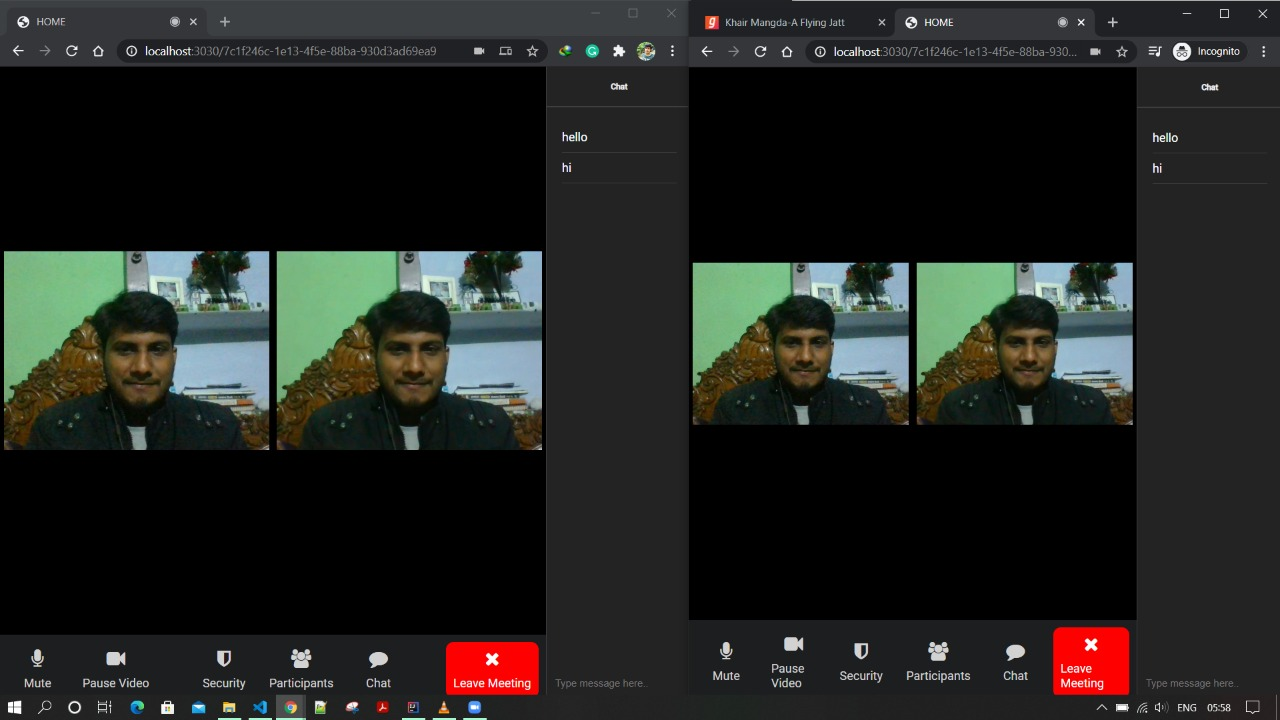 HOME
localhost:3030/7c1f246c-1e13-4f5e-88ba-930d3ad69ea9
Chat
hello
hi
Mute
Pause Video
Security
Participants
Chat
Leave Meeting
Type message here..
Khair Mangda-A Flying Jatt
HOME
localhost:3030/7c1f246c-1e13-4f5e-88ba-930...
Incognito
Chat
hello
hi
Mute
Pause
Video
Security
Participants
Chat
Leave
Meeting
Type message here..
ENG
05:58